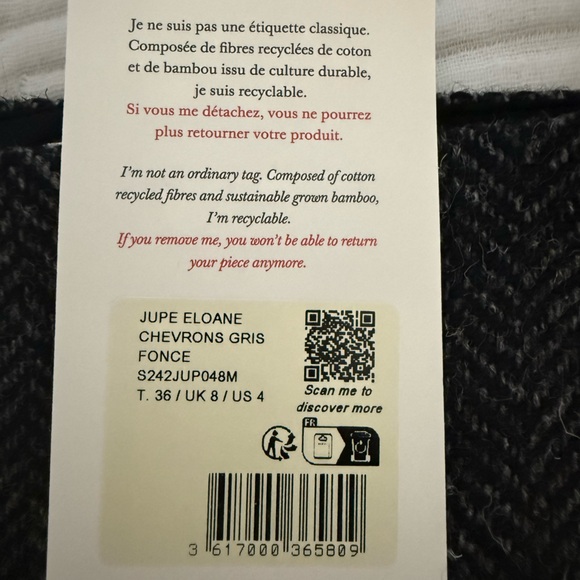 Je ne suis pas une étiquette classique.
Composée de fibres recyclées de coton
et de bambou issu de culture durable,
je suis recyclable.
Si vous me détachez, vous ne pourrez
plus retourner votre produit.
I'm not an ordinary tag. Composed of cotton
recycled fibres and sustainable grown bamboo,
I'm recyclable.
If you remove me, you won't be able to return
your piece anymore.
JUPE ELOANE
CHEVRONS GRIS
FONCE
S242JUP048M
T. 36 / UK 8 / US 4
Scan me to
discover more
FR
3 617000 365809